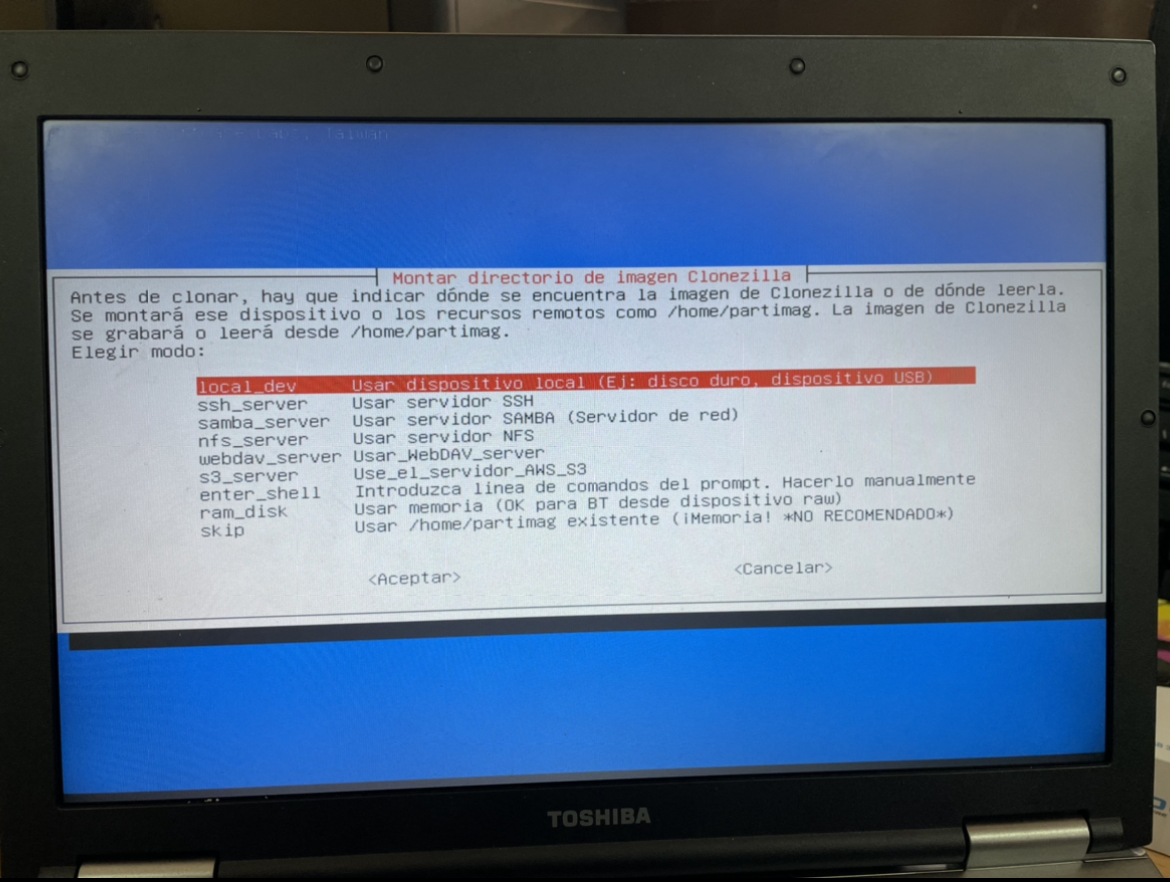 Taiwan
Montar directorio de imagen Clonezilla
Antes de clonar, hay que indicar dónde se encuentra la imagen de Clonezilla o de dónde leerla.
Se montará ese dispositivo o los recursos remotos como /home/partimag. La imagen de Clonezilla
se grabará o leerá desde /home/partimag.
Elegir modo:
local_dev Usar dispositivo local (Ej: disco duro, dispositivo USB)
ssh_server Usar servidor SSH
samba_server Usar servidor SAMBA (Servidor de red)
nfs_server Usar servidor NFS
webdav_server Usar_WebDAV_server
s3_server Use_el_servidor_AWS_S3
enter_shell Introduzca linea de comandos del prompt. Hacerlo manualmente
ram_disk Usar memoria (OK para BT desde dispositivo raw)
skip Usar /home/partimag existente (¡Memoria! *NO RECOMENDADO*)
<Aceptar> <Cancelar>
TOSHIBA